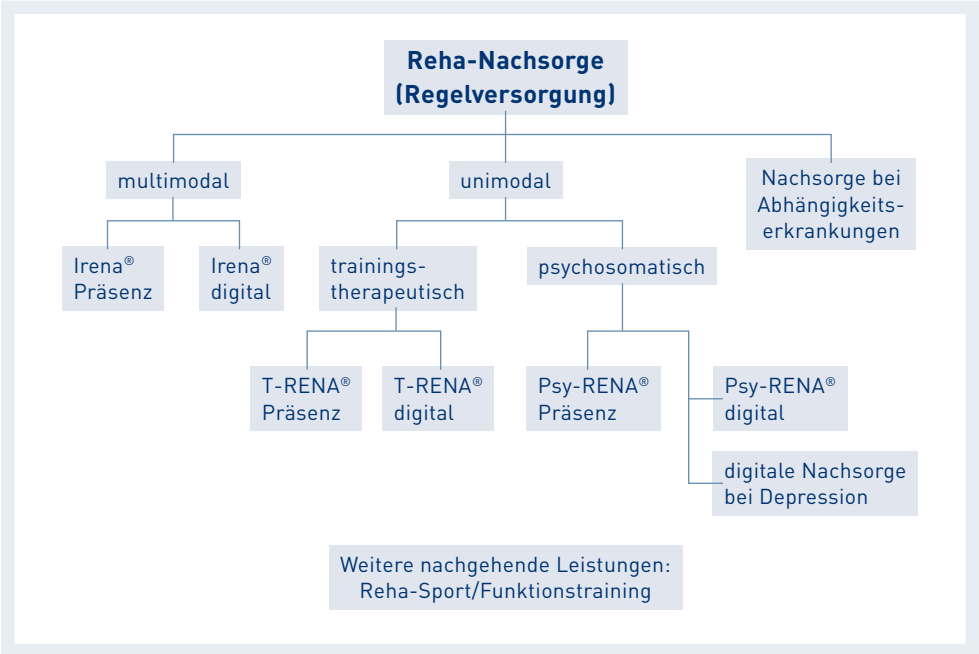 Reha-Nachsorge
(Regelversorgung)
multimodal
unimodal
Nachsorge bei
Abhängigkeits-
erkrankungen
Irena®
Präsenz
Irena®
digital
trainings-
therapeutisch
psychosomatisch
T-RENA®
Präsenz
T-RENA®
digital
Psy-RENA®
Präsenz
Psy-RENA®
digital
digitale Nachsorge
bei Depression
Weitere nachgehende Leistungen:
Reha-Sport/Funktionstraining